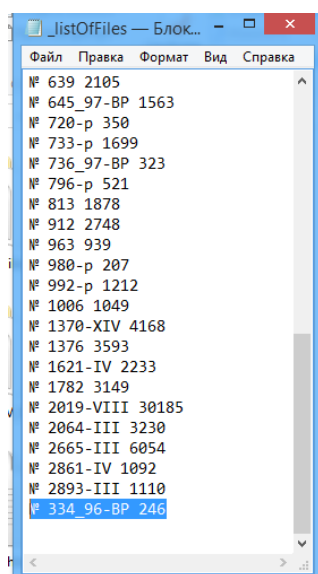 _listOfFiles — Блок...
Файл Правка Формат Вид Справка
№ 639 2105
№ 645_97-ВР 1563
№ 720-р 350
№ 733-р 1699
№ 736_97-ВР 323
№ 796-р 521
№ 813 1878
№ 912 2748
№ 963 939
№ 980-р 207
№ 992-р 1212
№ 1006 1049
№ 1370-XIV 4168
№ 1376 3593
№ 1621-IV 2233
№ 1782 3149
№ 2019-VIII 30185
№ 2064-III 3230
№ 2665-III 6054
№ 2861-IV 1092
№ 2893-III 1110
№ 334_96-ВР 246